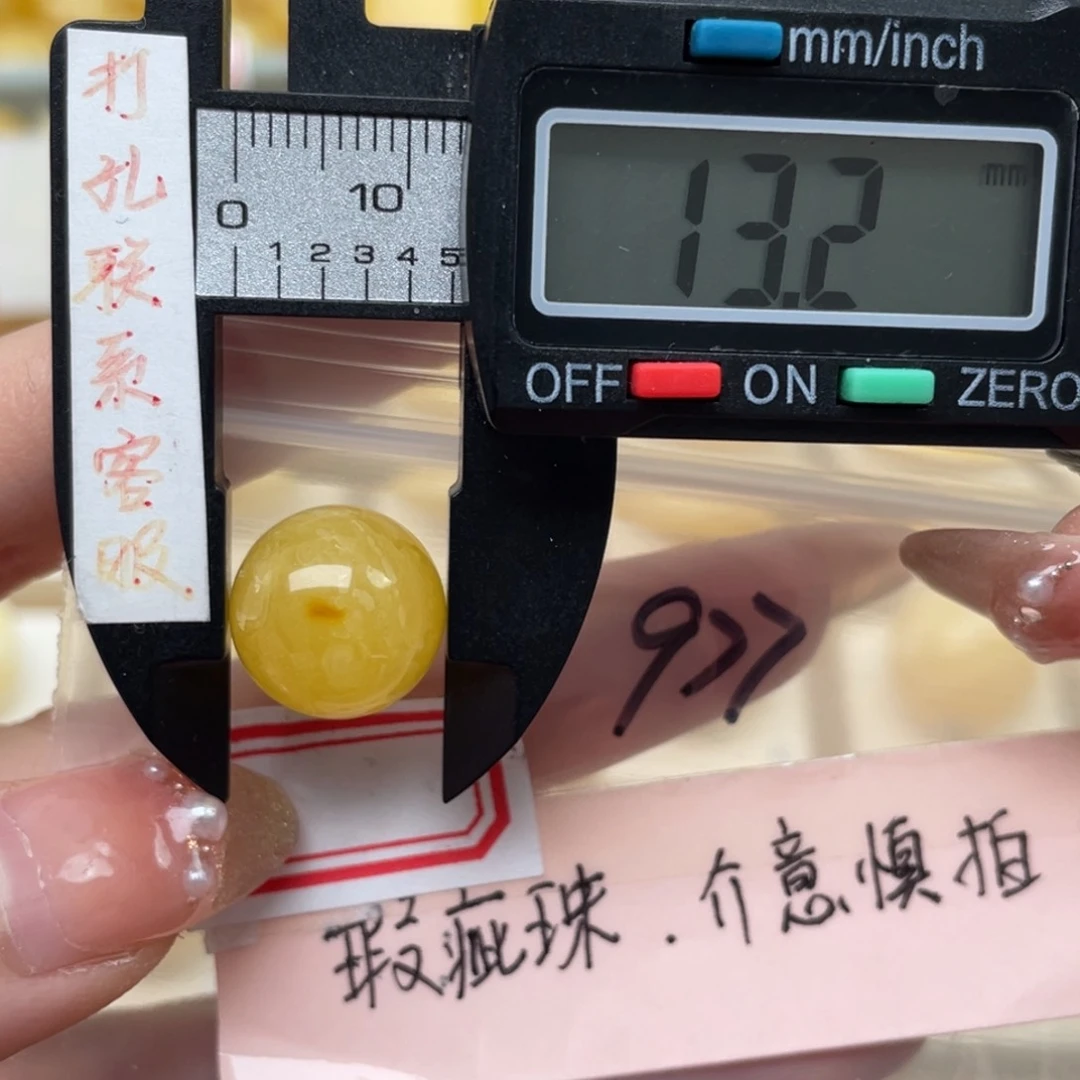 打孔联系客服
mm/inch
13.2 mm
0 10
1 2 3 4 5
OFF ON ZERO
977
瑕疵珠.介意慎拍